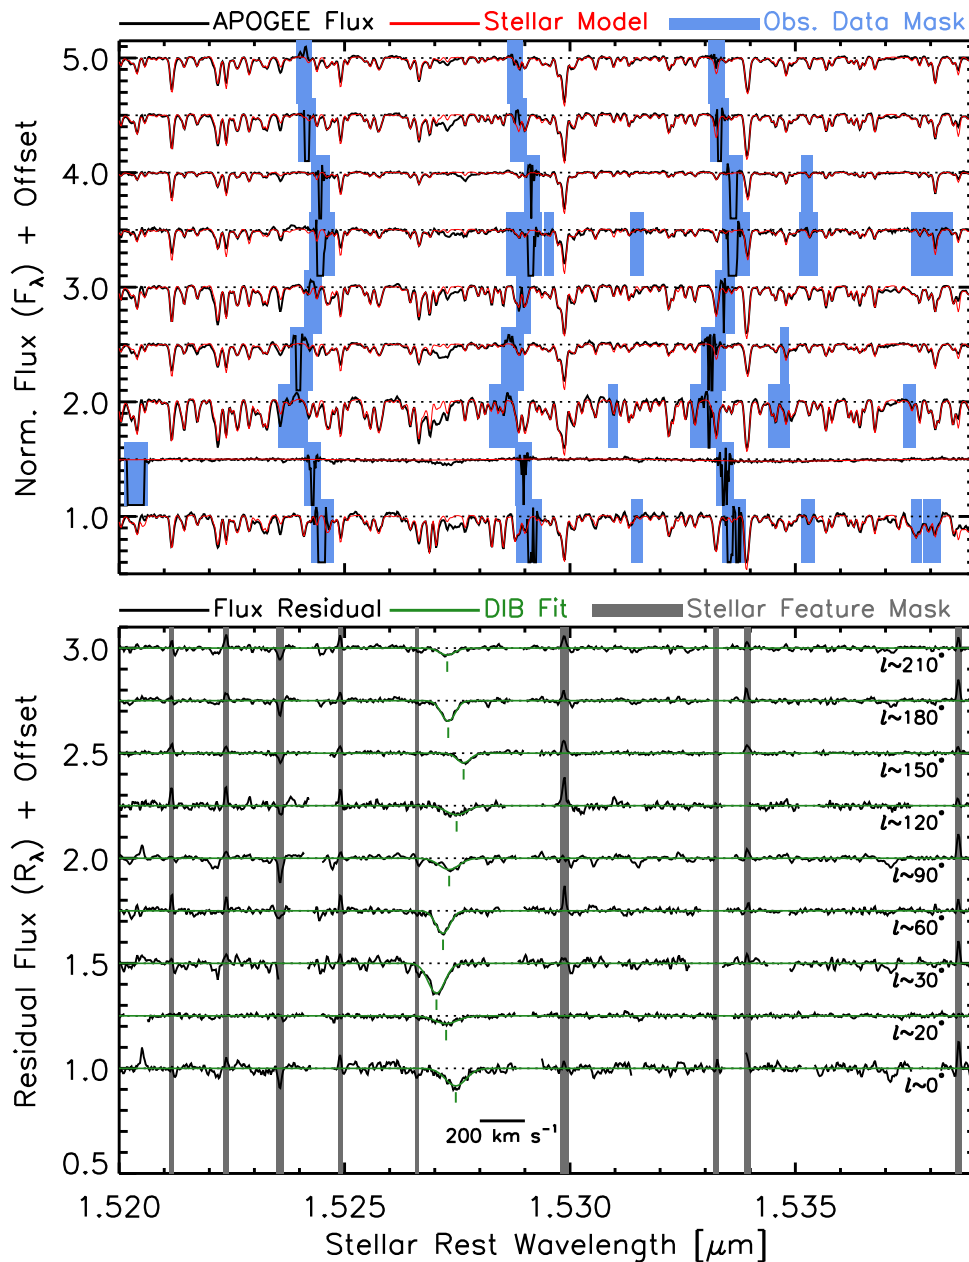 APOGEE Flux Stellar Model Obs. Data Mask
Norm. Flux (Fλ) + Offset
5.0
4.0
3.0
2.0
1.0
Flux Residual DIB Fit Stellar Feature Mask
Residual Flux (Rλ) + Offset
3.0
2.5
2.0
1.5
1.0
0.5
l~210°
l~180°
l~150°
l~120°
l~90°
l~60°
l~30°
l~20°
l~0°
200 km s⁻¹
1.520 1.525 1.530 1.535
Stellar Rest Wavelength [μm]